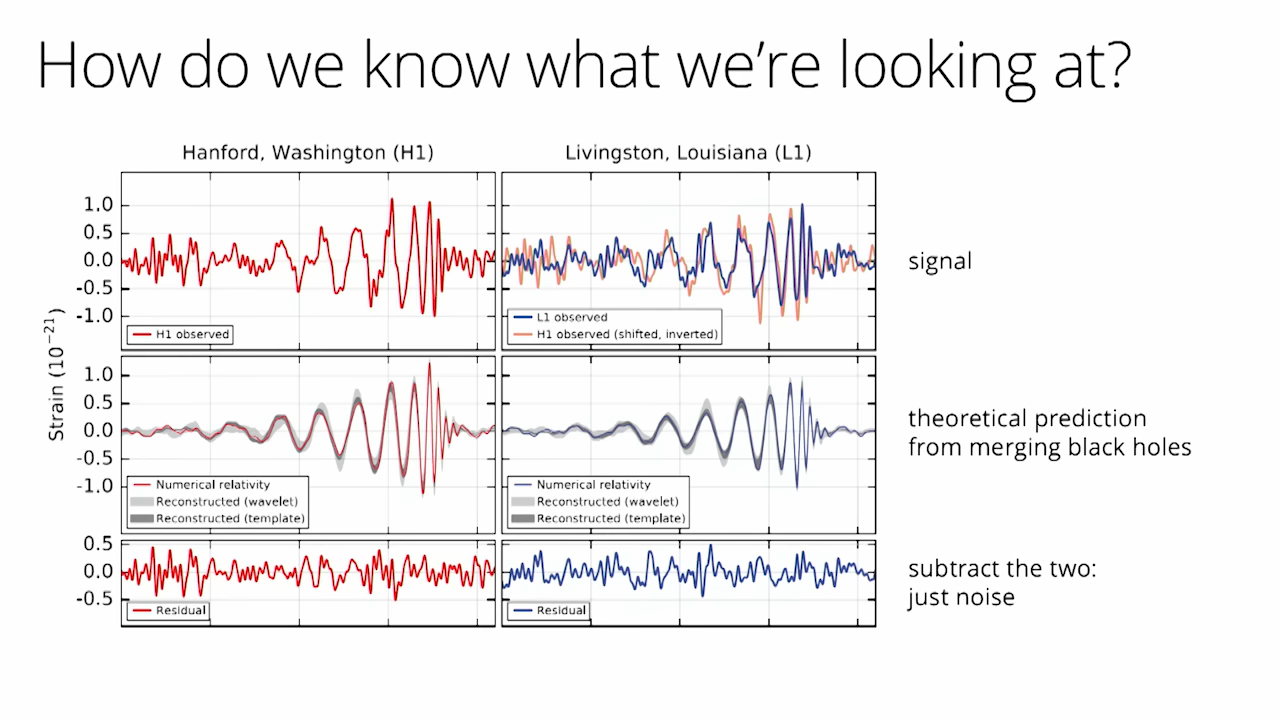 How do we know what we're looking at?
Hanford, Washington (H1)
Livingston, Louisiana (L1)
Strain (10⁻²¹)
1.0
0.5
0.0
-0.5
-1.0
H1 observed
L1 observed
H1 observed (shifted, inverted)
signal
1.0
0.5
0.0
-0.5
-1.0
Numerical relativity
Reconstructed (wavelet)
Reconstructed (template)
Numerical relativity
Reconstructed (wavelet)
Reconstructed (template)
theoretical prediction
from merging black holes
0.5
0.0
-0.5
Residual
Residual
subtract the two:
just noise